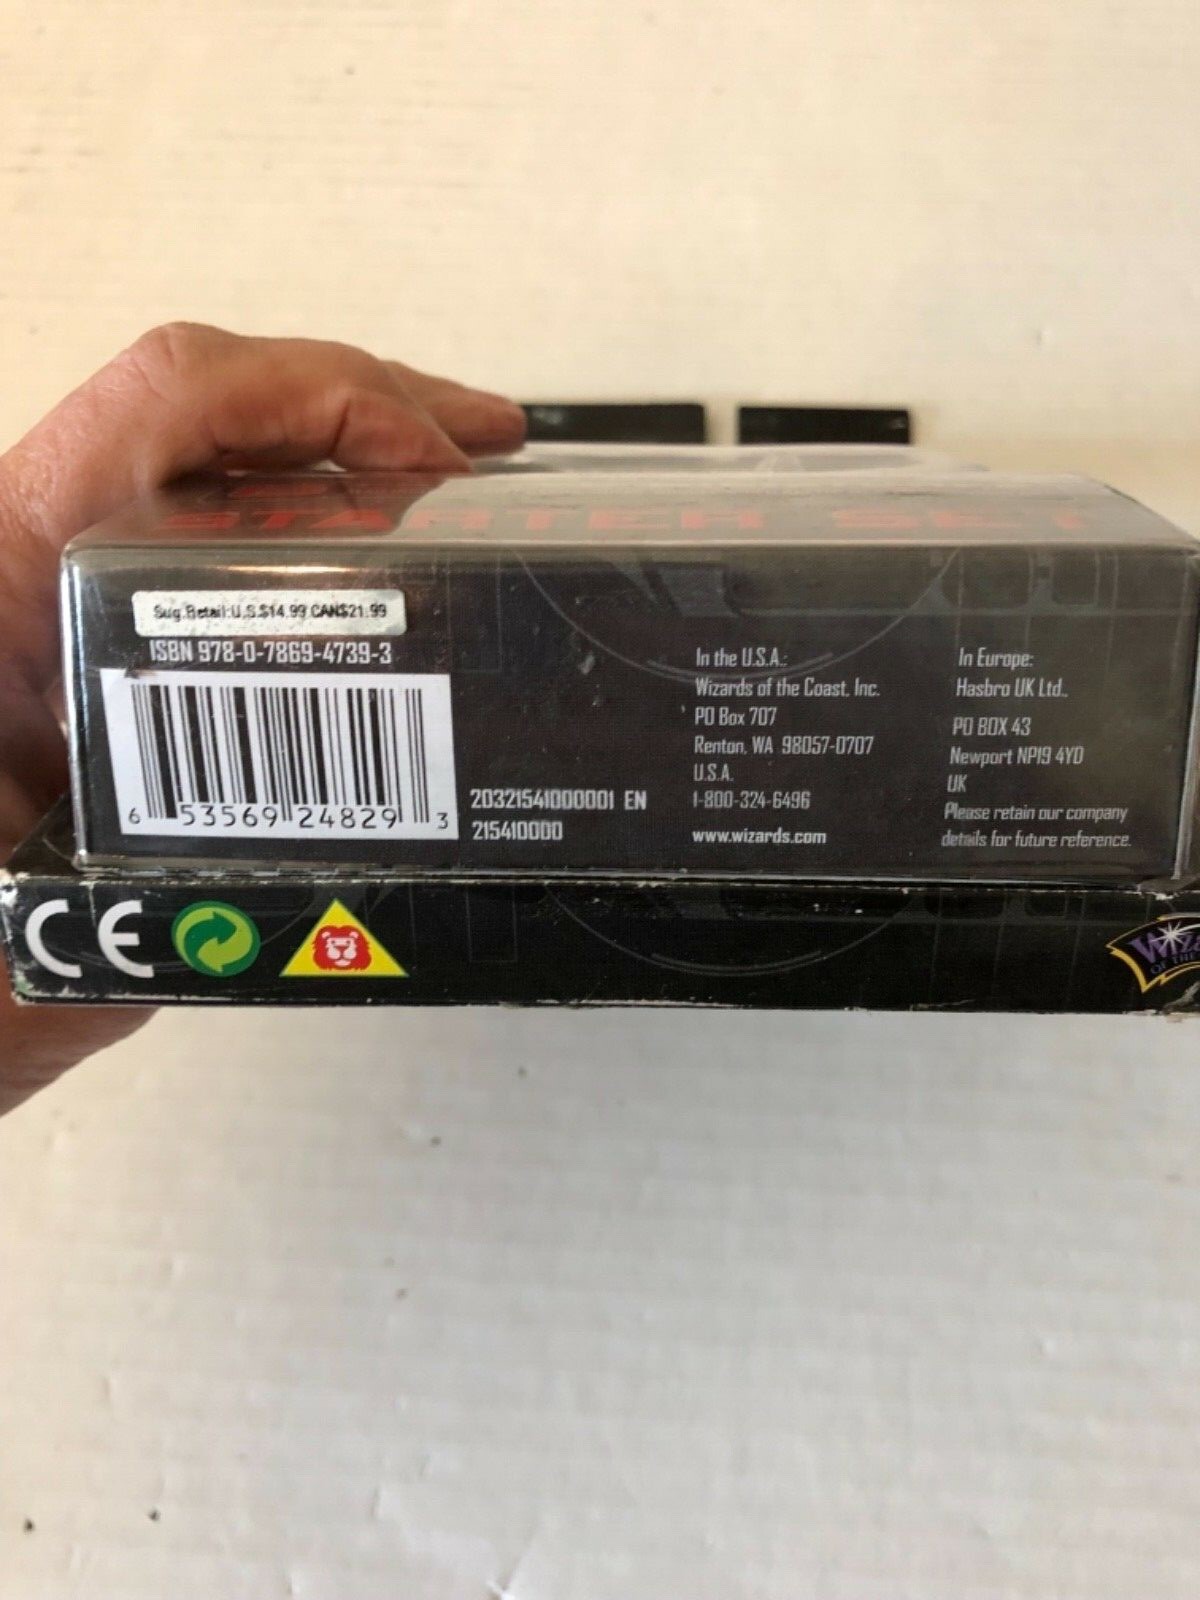 STARTER SET
Sug.Retail:U.S.$14.99 CAN$21.99
ISBN 978-0-7869-4739-3
6 53569 24829 3
20321541000001 EN
215410000
In the U.S.A.:
Wizards of the Coast, Inc.
PO Box 707
Renton, WA 98057-0707
U.S.A.
1-800-324-6496
www.wizards.com
In Europe:
Hasbro UK Ltd.
PO BOX 43
Newport NP19 4YD
UK
Please retain our company
details for future reference.
CE
OF THE